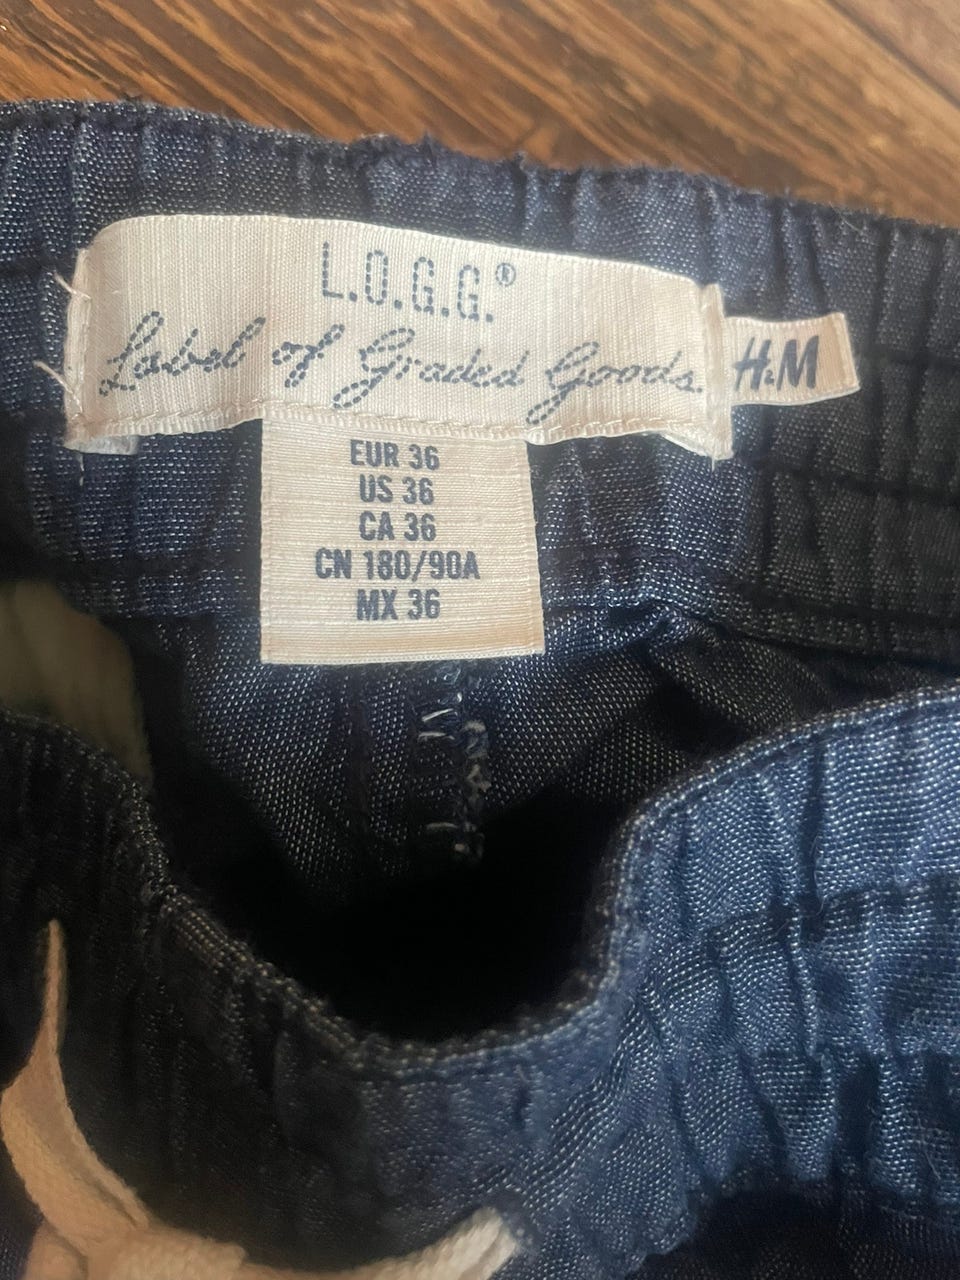 L.O.G.G.®
Label of Graded Goods.
H&M
EUR 36
US 36
CA 36
CN 180/90A
MX 36